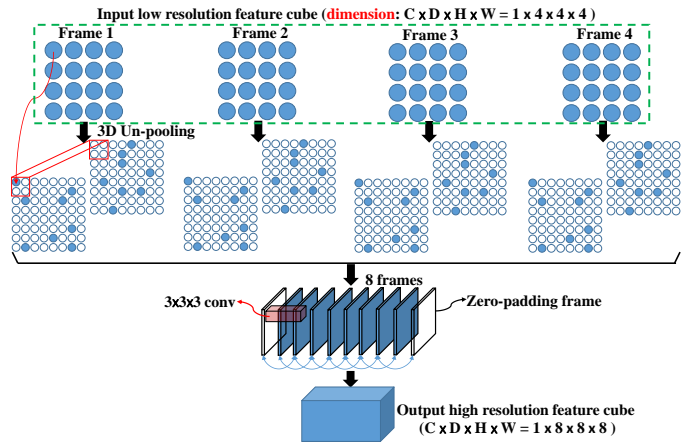 Input low resolution feature cube (dimension: C x D x H x W = 1 x 4 x 4 x 4 )
Frame 1
Frame 2
Frame 3
Frame 4
3D Un-pooling
8 frames
3x3x3 conv
Zero-padding frame
Output high resolution feature cube
(C x D x H x W = 1 x 8 x 8 x 8 )